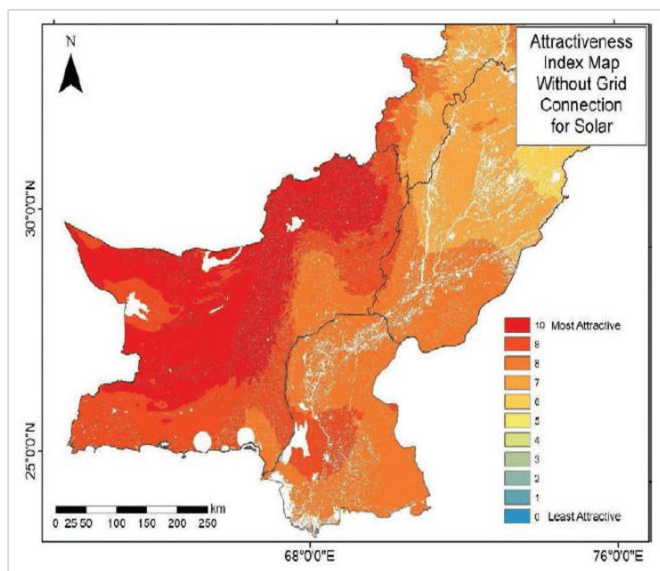 N
Attractiveness
Index Map
Without Grid
Connection
for Solar
30°0'0"N
25°0'0"N
10 Most Attractive
9
8
7
6
5
4
3
2
1
0 Least Attractive
km
0 25 50 100 150 200 250
68°0'0"E
76°0'0"E